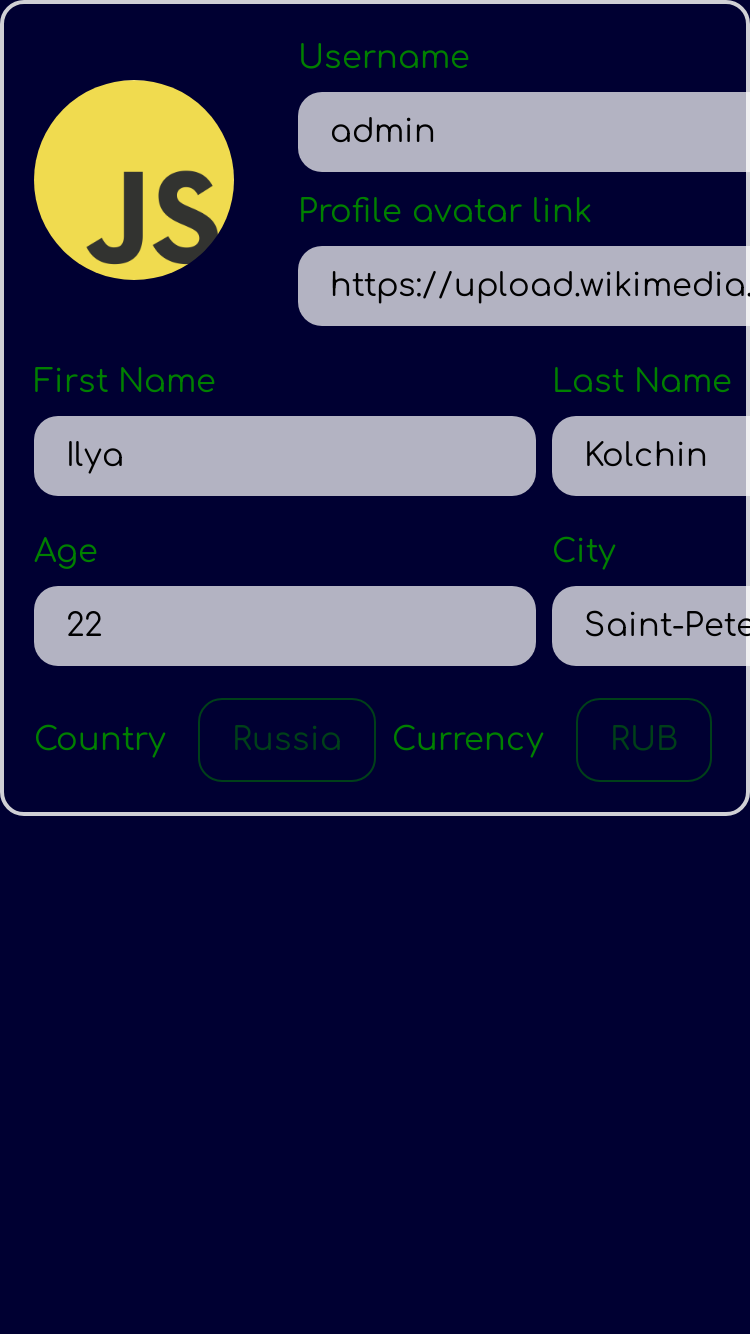 Username
JS
admin
Profile avatar link
https://upload.wikimedia.
First Name
Last Name
Ilya
Kolchin
Age
City
22
Saint-Pete
Country
Russia
Currency
RUB